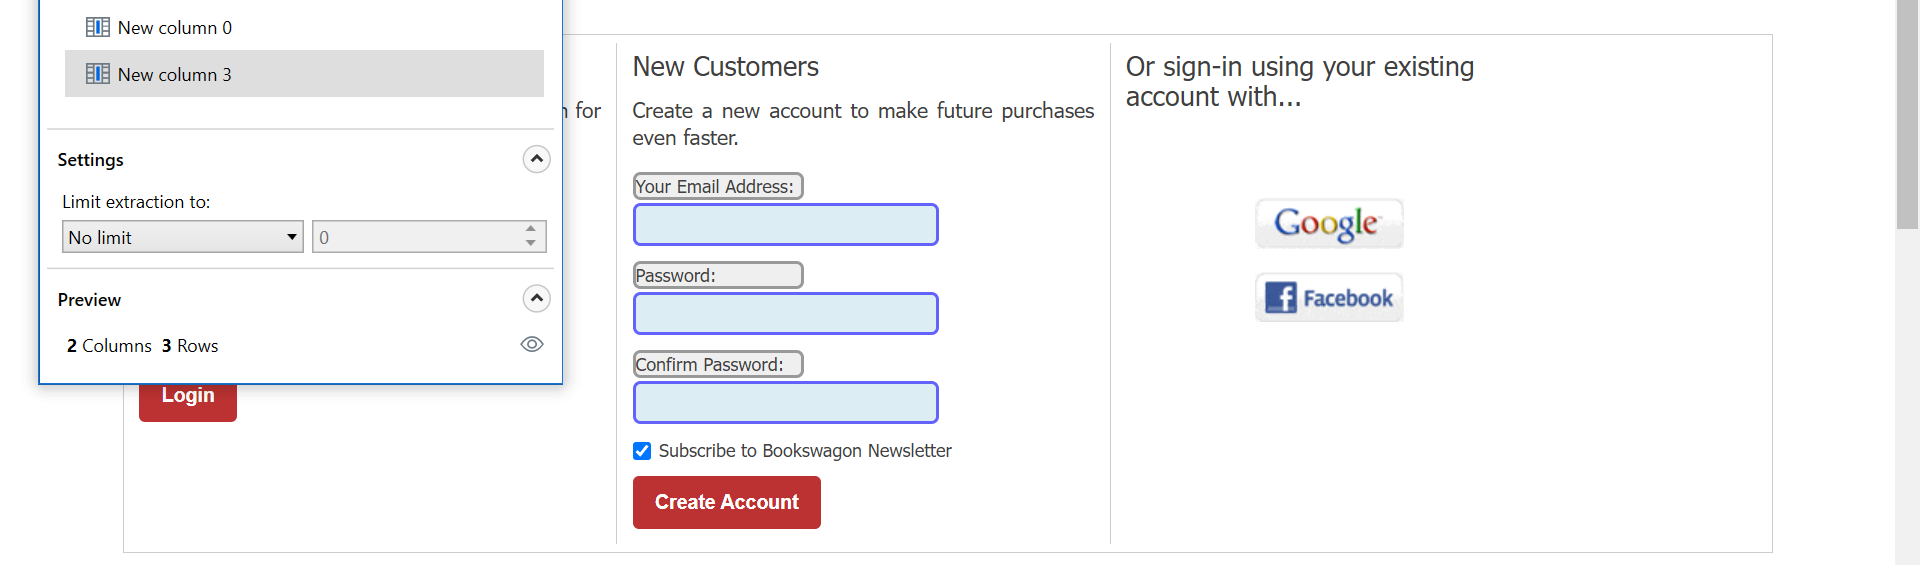 New column 0
New column 3
Settings
Limit extraction to:
No limit
0
Preview
2 Columns 3 Rows
for
Login
New Customers
Create a new account to make future purchases
even faster.
Your Email Address:
Password:
Confirm Password:
Subscribe to Bookswagon Newsletter
Create Account
Or sign-in using your existing
account with...
Google
Facebook